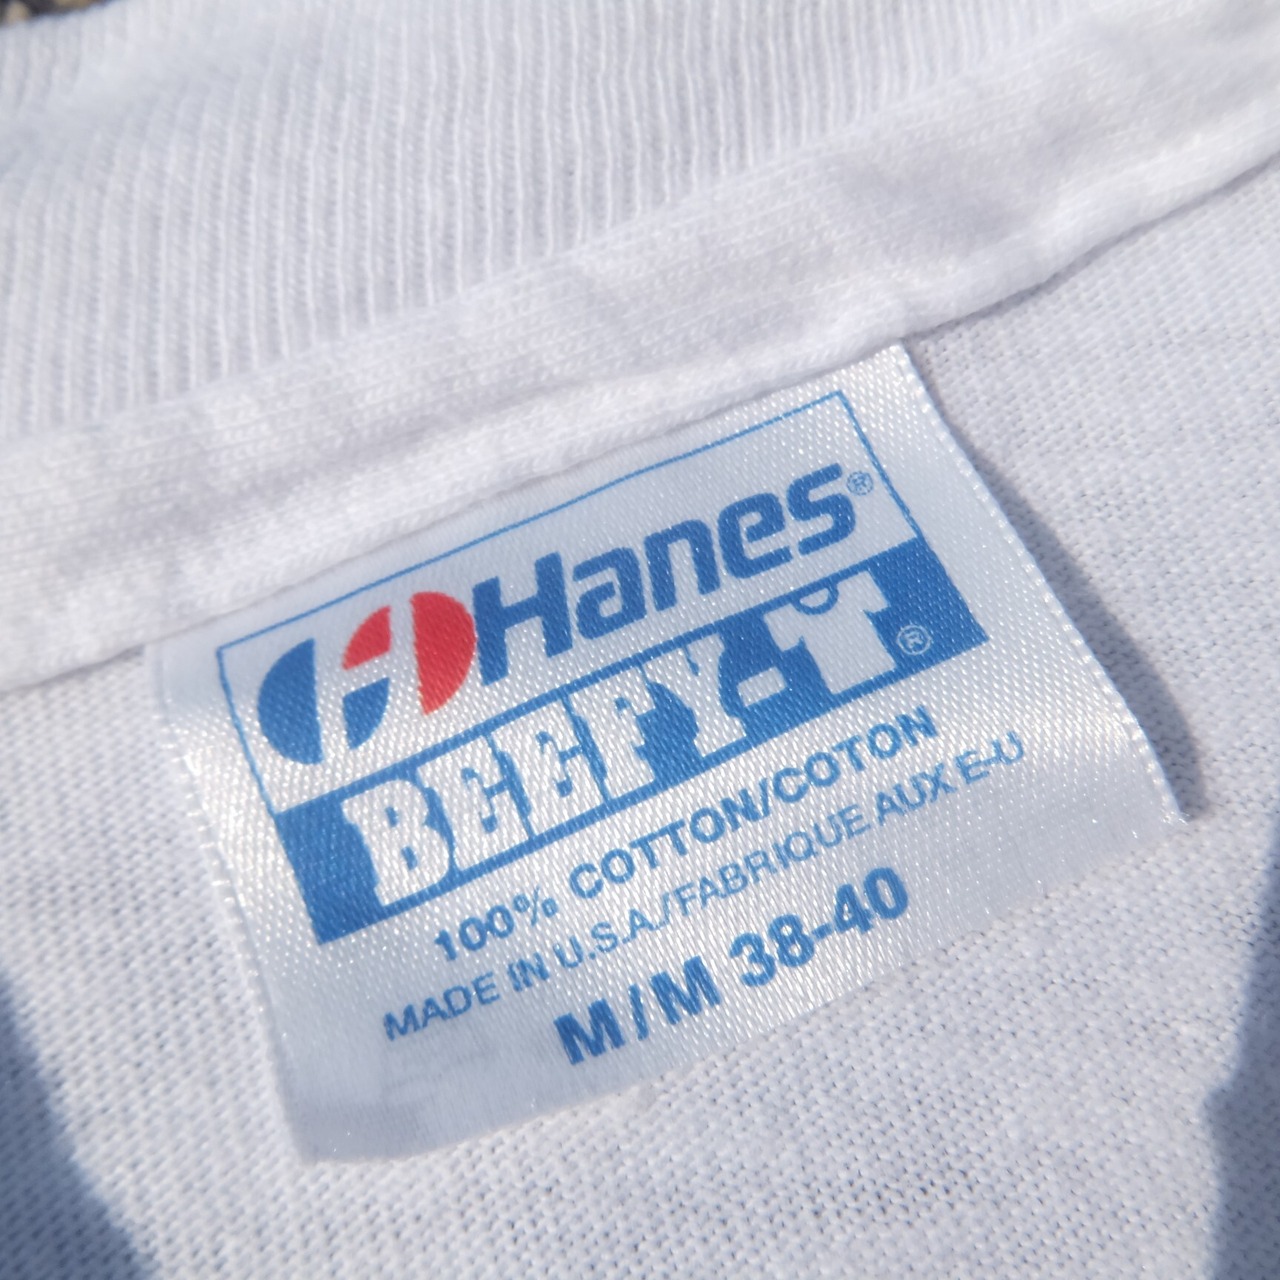 Hanes®
BEEFY-T®
100% COTTON/COTON
MADE IN U.S.A./FABRIQUE AUX E-U
M/M 38-40